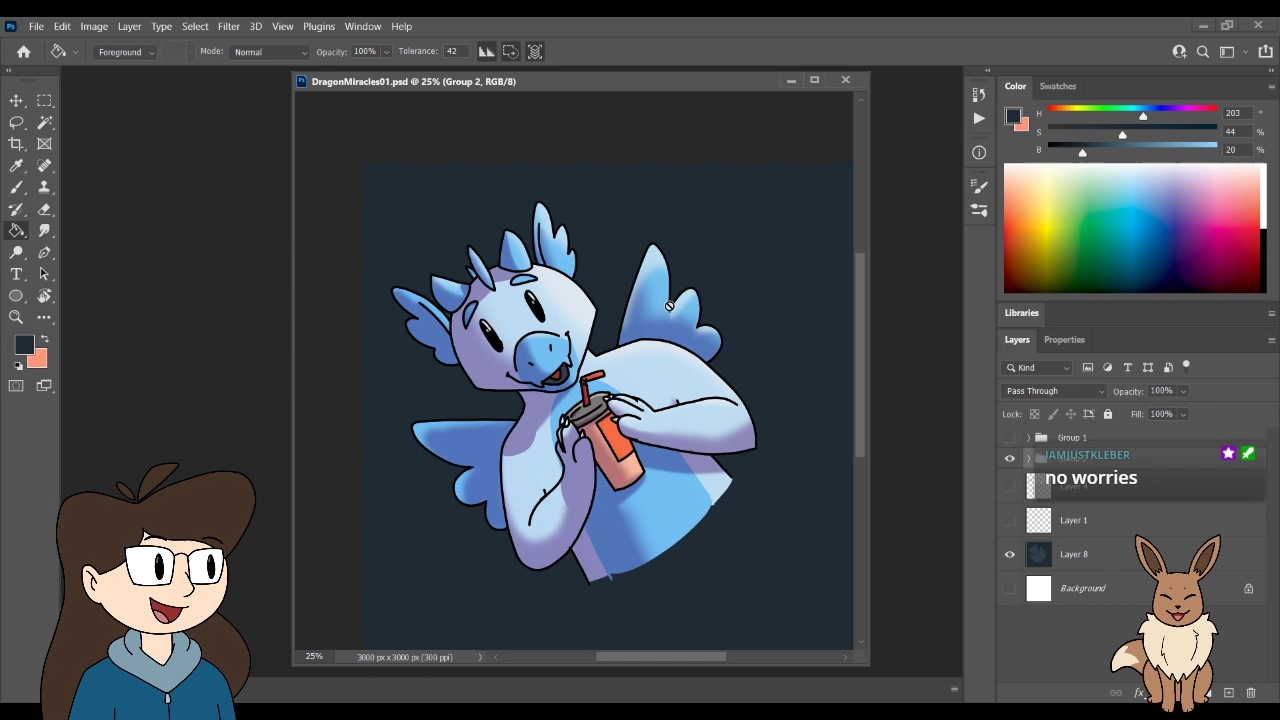 Ps File Edit Image Layer Type Select Filter 3D View Plugins Window Help
Foreground Mode: Normal Opacity: 100% Tolerance: 42
Ps DragonMiracles01.psd @ 25% (Group 2, RGB/8)
Color Swatches
H 203 °
S 44 %
B 20 %
Libraries
Layers Properties
Kind
Pass Through Opacity: 100%
Lock: Fill: 100%
Group 1
IAMJUSTKLEBER
no worries
Layer 1
Layer 8
Background
25% 3000 px x 3000 px (300 ppi)
fx